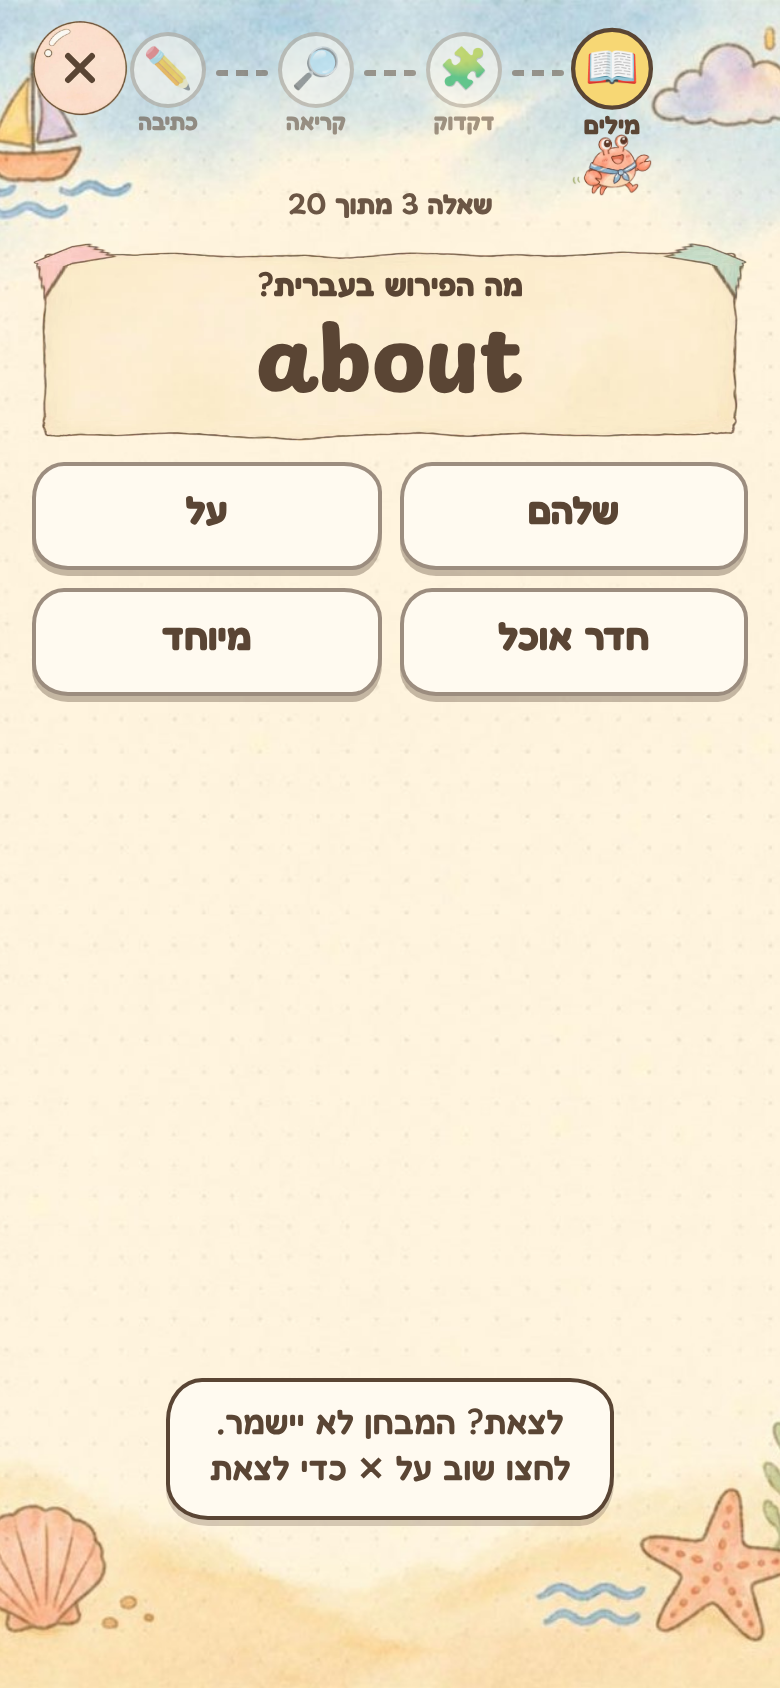 מילים
דקדוק
קריאה
כתיבה
שאלה 3 מתוך 20
מה הפירוש בעברית?
about
שלהם
על
חדר אוכל
מיוחד
לצאת? המבחן לא יישמר.
לחצו שוב על ✕ כדי לצאת